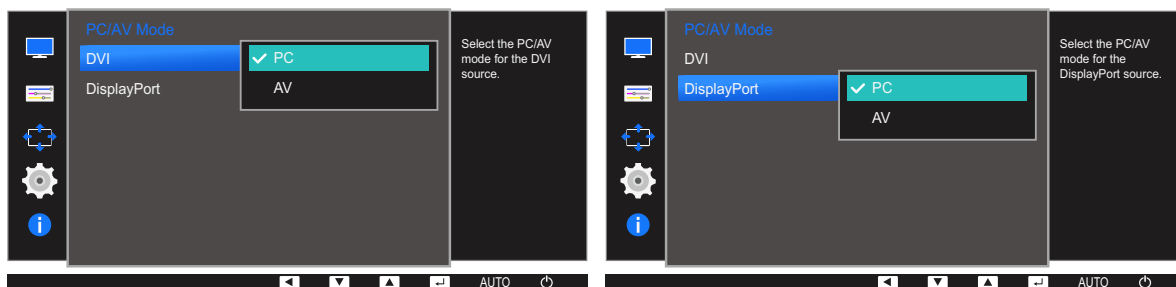 PC/AV Mode
DVI
PC
DisplayPort
AV
Select the PC/AV
mode for the DVI
source.
AUTO
PC/AV Mode
DVI
DisplayPort
PC
AV
Select the PC/AV
mode for the
DisplayPort source.
AUTO